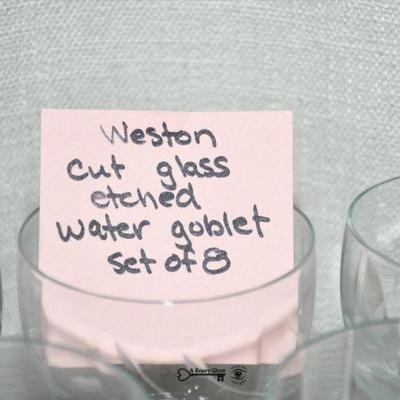 Weston
cut glass
etched
water goblet
set of 8